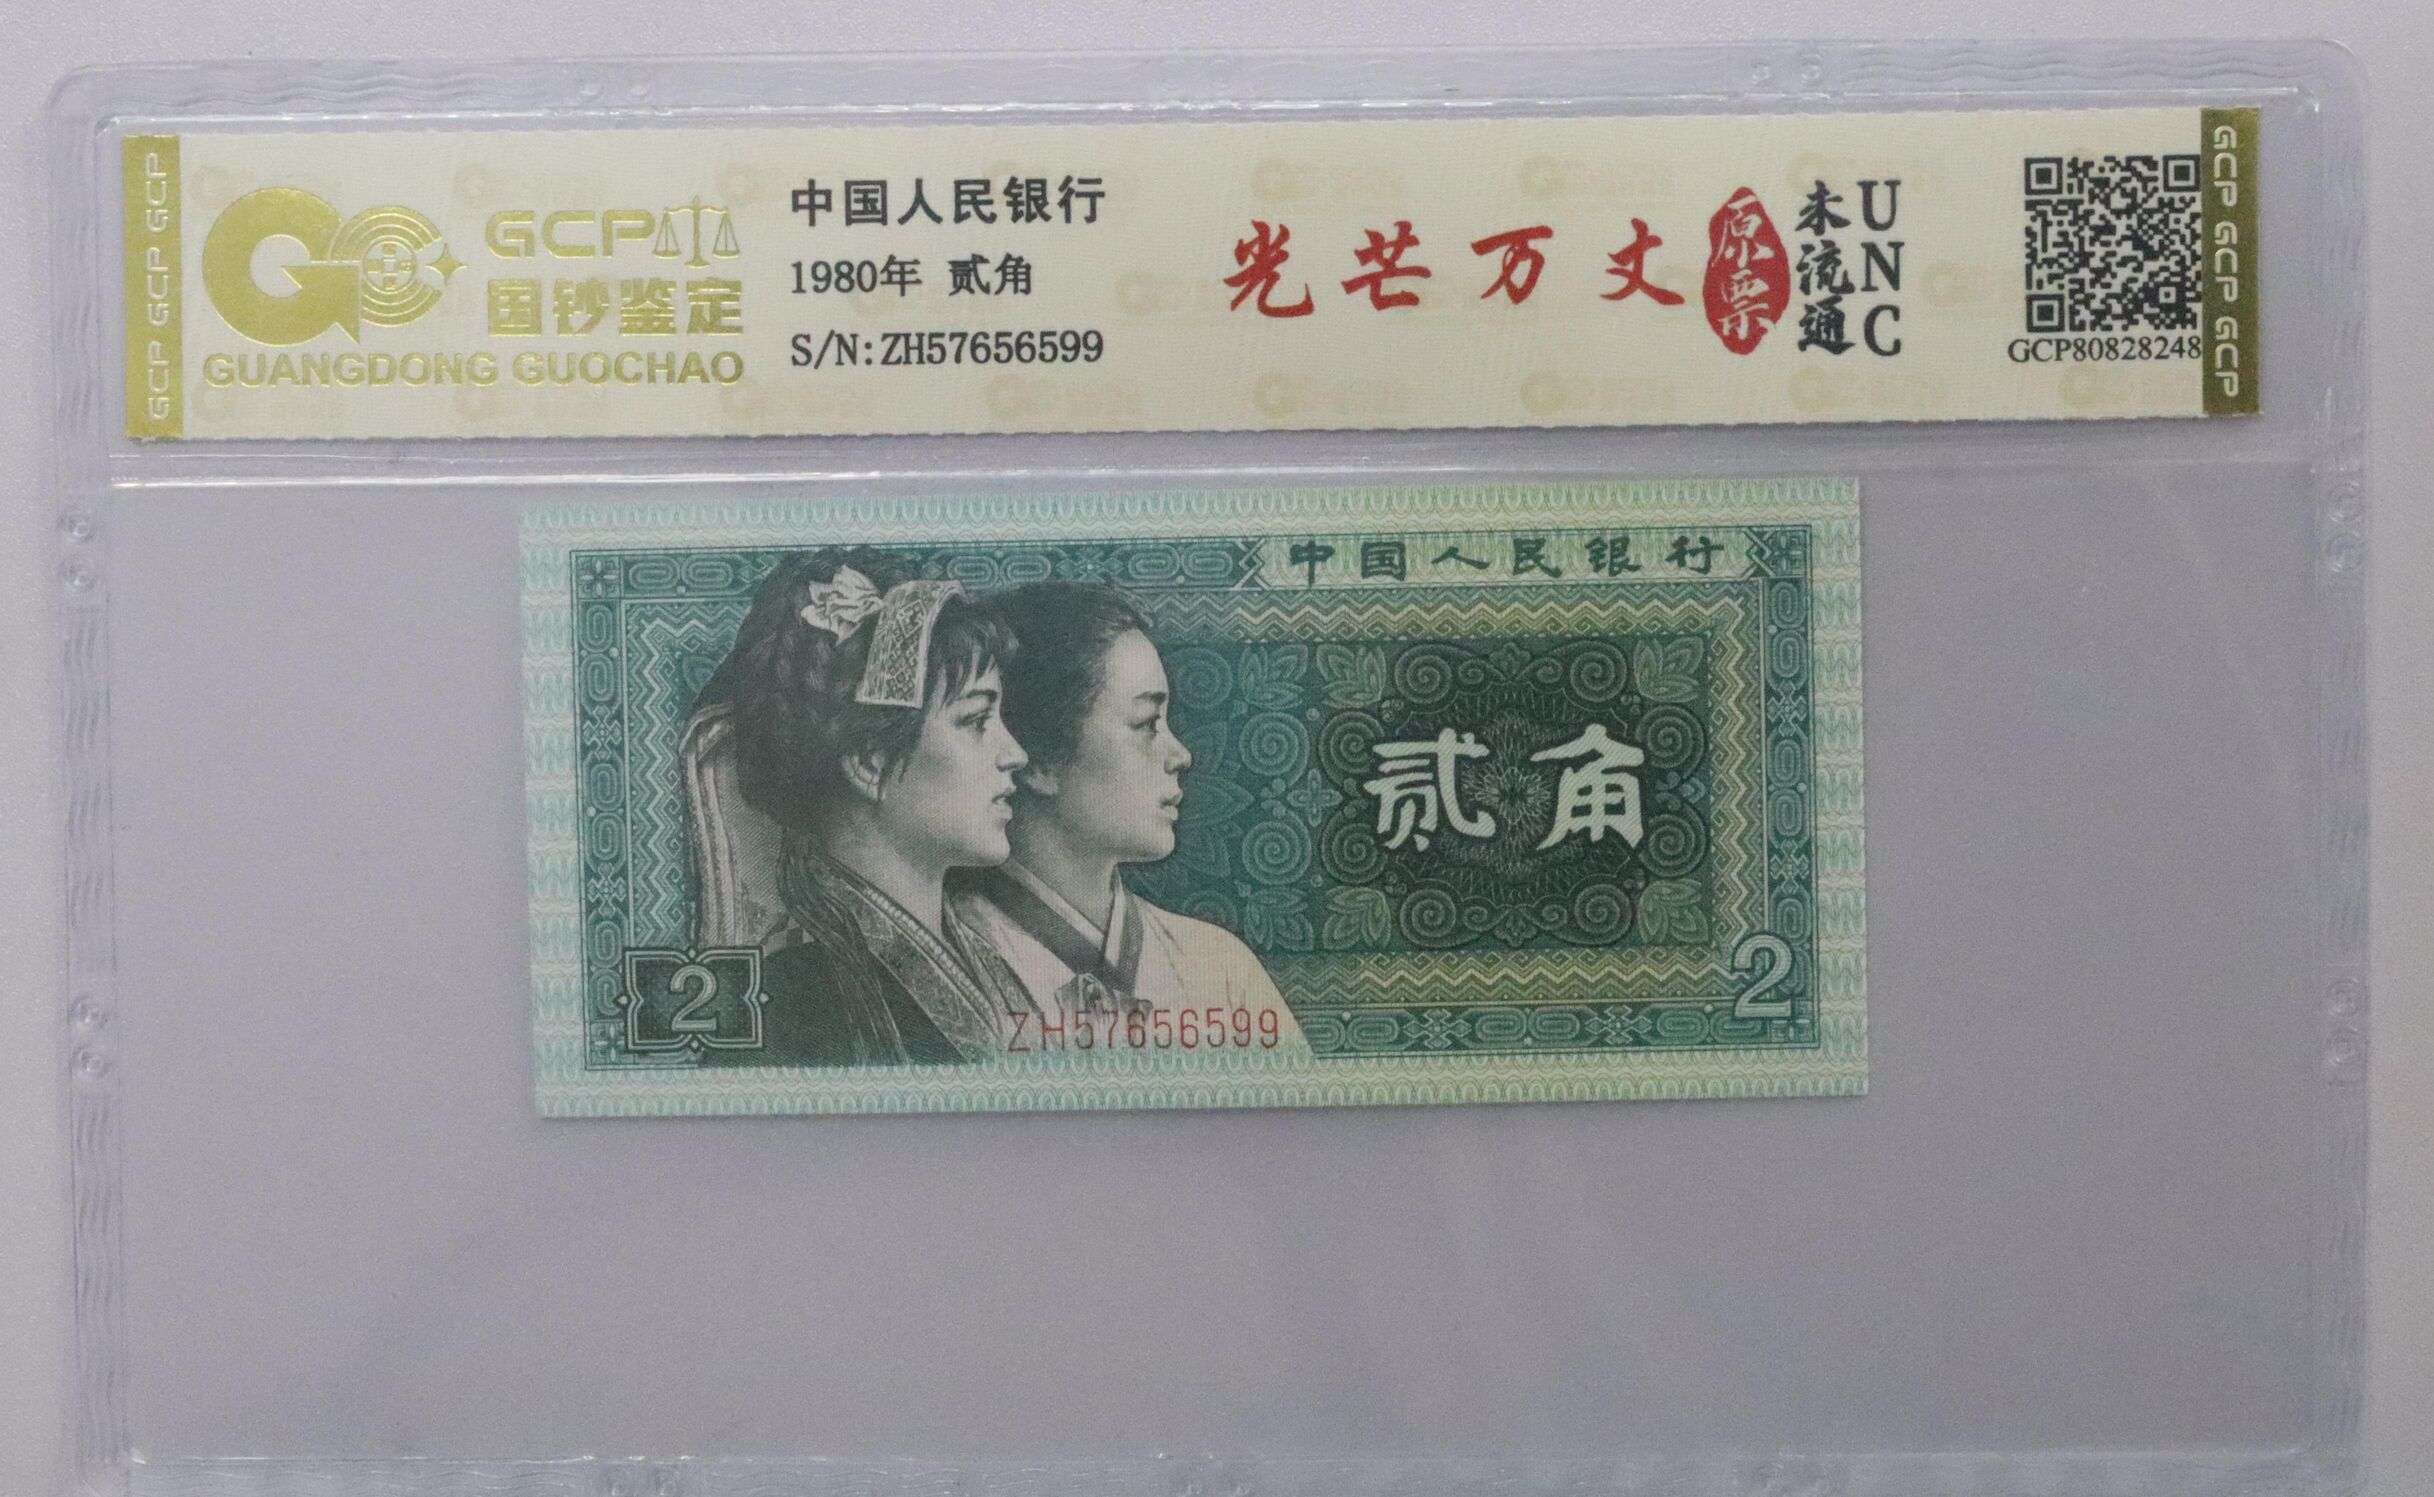 GCP
国钞鉴定
GUANGDONG GUOCHAO
中国人民银行
1980年 贰角
S/N:ZH57656599
光芒万丈
原票
未流通
UNC
GCP80828248
GCP GCP GCP
GCP GCP GCP
中国人民银行
贰角
2
2
ZH57656599